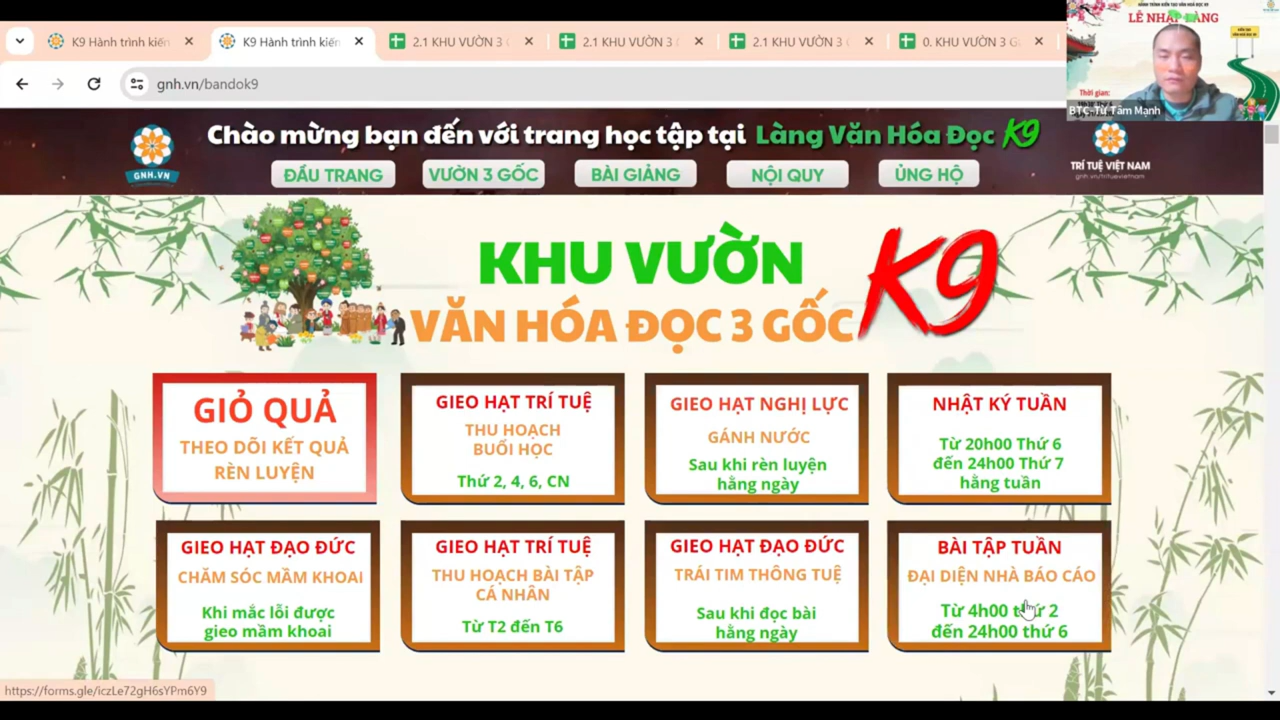 K9 Hành trình kiến
K9 Hành trình kiến
2.1 KHU VƯỜN 3
2.1 KHU VƯỜN 3
2.1 KHU VƯỜN 3
0. KHU VƯỜN 3
gnh.vn/bandok9
LỄ NHẬP LÀNG
Thời gian:
BTC-Từ Tâm Mạnh
Chào mừng bạn đến với trang học tập tại Làng Văn Hóa Đọc K9
GNH.VN
ĐẦU TRANG
VƯỜN 3 GỐC
BÀI GIẢNG
NỘI QUY
ỦNG HỘ
TRÍ TUỆ VIỆT NAM
gnh.vn/trituevietnam
KHU VƯỜN
VĂN HÓA ĐỌC 3 GỐC
K9
GIỎ QUẢ
THEO DÕI KẾT QUẢ
RÈN LUYỆN
GIEO HẠT TRÍ TUỆ
THU HOẠCH
BUỔI HỌC
Thứ 2, 4, 6, CN
GIEO HẠT NGHỊ LỰC
GÁNH NƯỚC
Sau khi rèn luyện
hằng ngày
NHẬT KÝ TUẦN
Từ 20h00 Thứ 6
đến 24h00 Thứ 7
hằng tuần
GIEO HẠT ĐẠO ĐỨC
CHĂM SÓC MẦM KHOAI
Khi mắc lỗi được
gieo mầm khoai
GIEO HẠT TRÍ TUỆ
THU HOẠCH BÀI TẬP
CÁ NHÂN
Từ T2 đến T6
GIEO HẠT ĐẠO ĐỨC
TRÁI TIM THÔNG TUỆ
Sau khi đọc bài
hằng ngày
BÀI TẬP TUẦN
ĐẠI DIỆN NHÀ BÁO CÁO
Từ 4h00 thứ 2
đến 24h00 thứ 6
https://forms.gle/iczLe72gH6sYPm6Y9